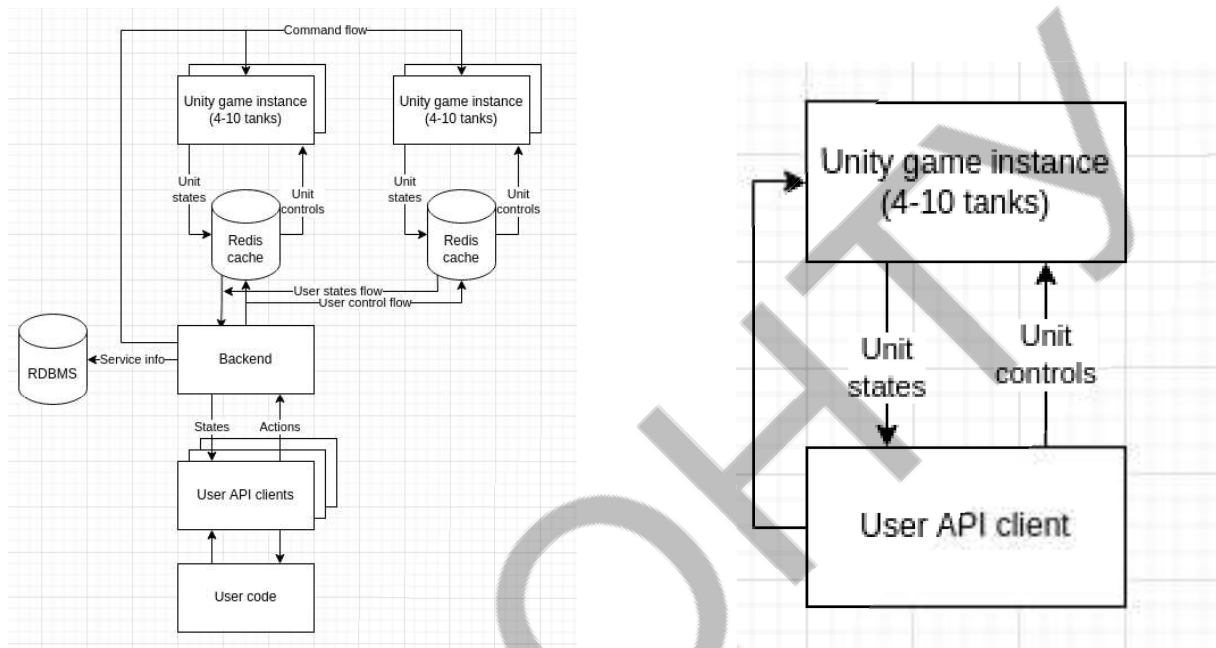 Command flow
Unity game instance
(4-10 tanks)
Unity game instance
(4-10 tanks)
Unit
states
Unit
controls
Unit
states
Unit
controls
Redis
cache
Redis
cache
User states flow
User control flow
RDBMS
Service info
Backend
States
Actions
User API clients
User code
Unity game instance
(4-10 tanks)
Unit
states
Unit
controls
User API client